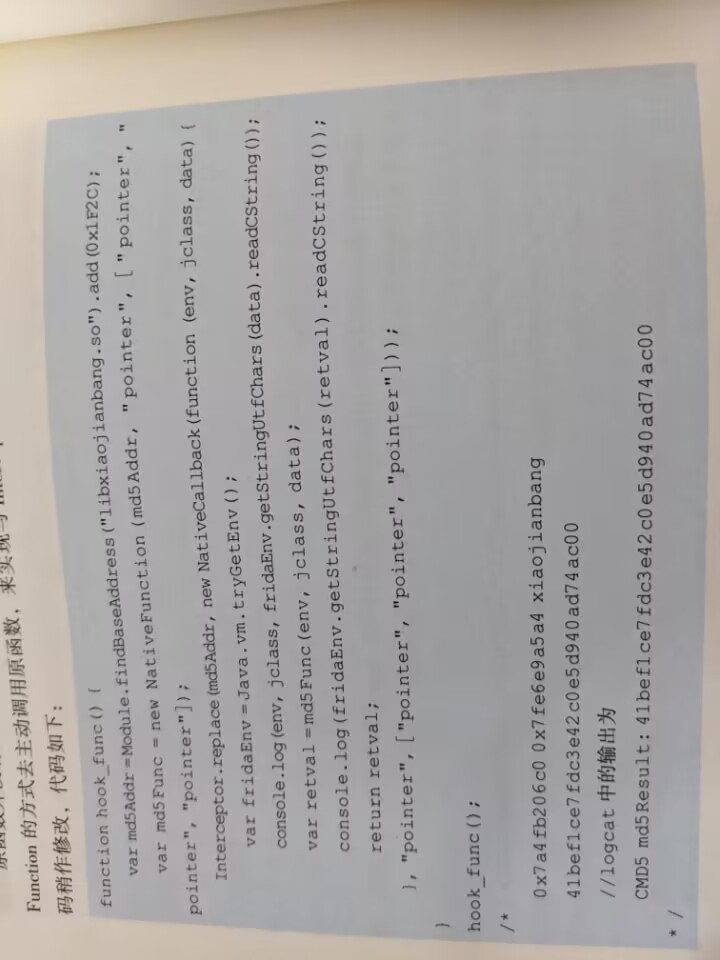 Function 的方式去主动调用原函数，来实现与
码稍作修改，代码如下：
function hook_func() {
var md5Addr =Module.findBaseAddress("libxiaojianbang.so").add(0x1F2C);
var md5Func = new NativeFunction(md5Addr, "pointer", ["pointer", "
pointer", "pointer"]);
Interceptor.replace(md5Addr, new NativeCallback(function (env, jclass, data) {
var fridaEnv =Java.vm.tryGetEnv();
console.log(env, jclass, fridaEnv.getStringUtfChars(data).readCString());
var retval =md5Func(env, jclass, data);
console.log(fridaEnv.getStringUtfChars(retval).readCString());
return retval;
}, "pointer", ["pointer", "pointer", "pointer"]));
}
hook_func();
/*
0x7a4fb206c0 0x7fe6e9a5a4 xiaojianbang
41bef1ce7fdc3e42c0e5d940ad74ac00
//logcat 中的输出为
CMD5 md5Result: 41bef1ce7fdc3e42c0e5d940ad74ac00
* /